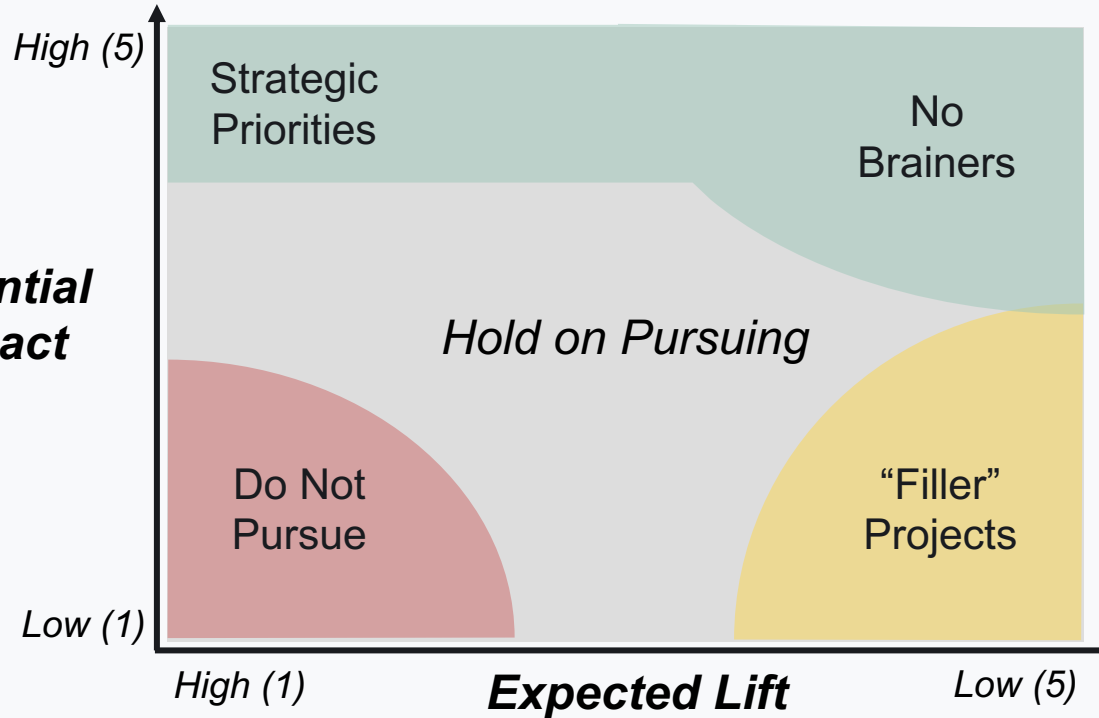 High (5)
Strategic
Priorities
No
Brainers
ntial
act
Hold on Pursuing
Do Not
Pursue
“Filler”
Projects
Low (1)
High (1)
Expected Lift
Low (5)